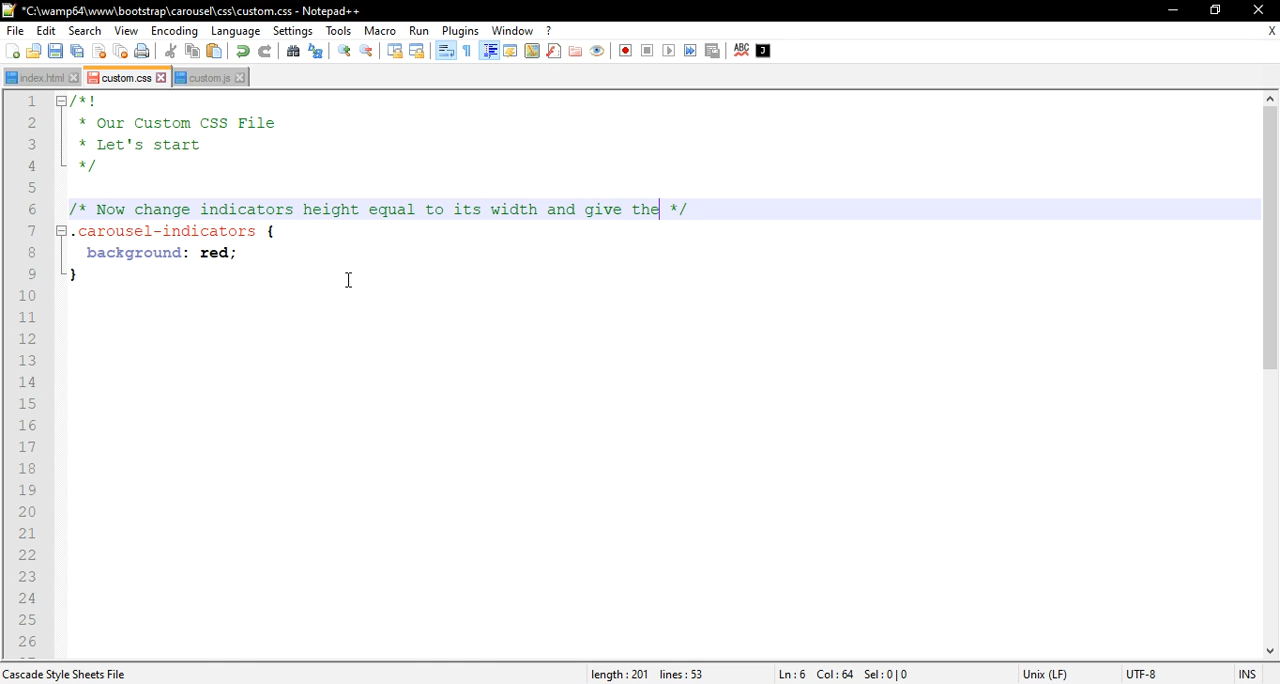 *C:\wamp64\www\bootstrap\carousel\css\custom.css - Notepad++
File Edit Search View Encoding Language Settings Tools Macro Run Plugins Window ? X
ABC J
index.html custom.css custom.js
1 /*!
2 * Our Custom CSS File
3 * Let's start
4 */
5
6 /* Now change indicators height equal to its width and give the */
7 .carousel-indicators {
8 background: red;
9 }
10
11
12
13
14
15
16
17
18
19
20
21
22
23
24
25
26
Cascade Style Sheets File length : 201 lines : 53 Ln : 6 Col : 64 Sel : 0 | 0 Unix (LF) UTF-8 INS